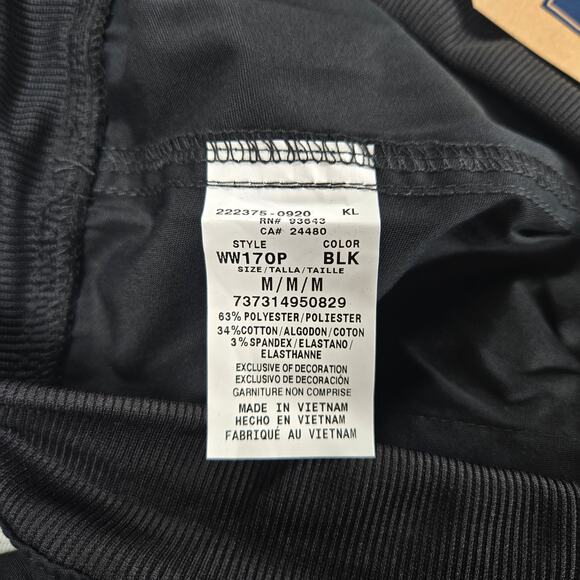 222375-0920 KL
RN# 93643
CA# 24480
STYLE COLOR
WW170P BLK
SIZE/TALLA/TAILLE
M/M/M
737314950829
63% POLYESTER/POLIESTER
34%COTTON/ALGODON/COTON
3%SPANDEX/ELASTANO/
ELASTHANNE
EXCLUSIVE OF DECORATION
EXCLUSIVO DE DECORACIÓN
GARNITURE NON COMPRISE
MADE IN VIETNAM
HECHO EN VIETNAM
FABRIQUÉ AU VIETNAM